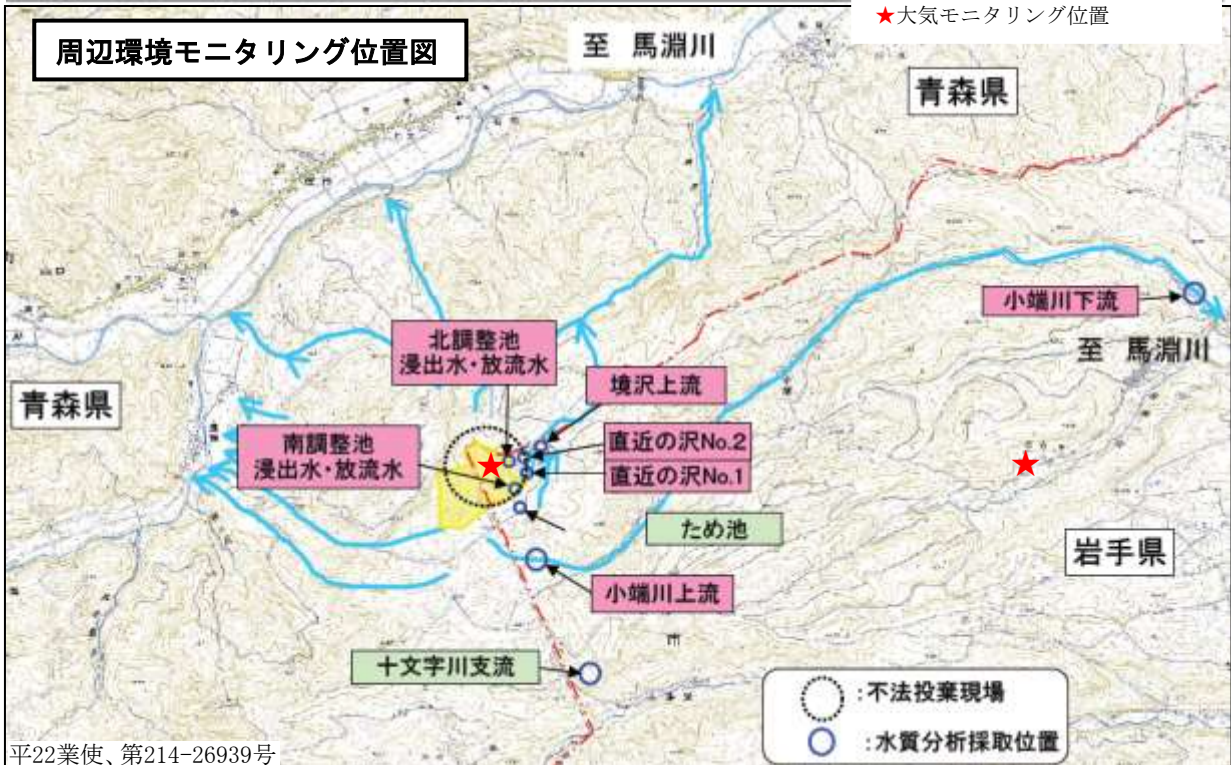 ★大気モニタリング位置
周辺環境モニタリング位置図
至 馬淵川
青森県
小端川下流
至 馬淵川
北調整池
浸出水・放流水
境沢上流
青森県
直近の沢No.2
南調整池
浸出水・放流水
直近の沢No.1
ため池
岩手県
小端川上流
十文字川支流
:不法投棄現場
:水質分析採取位置
平22業使、第214-26939号